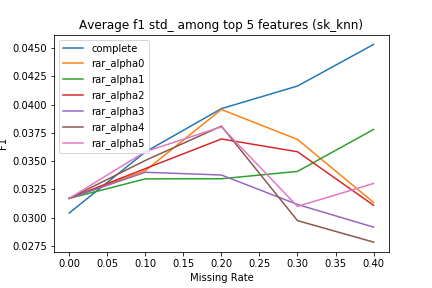 Average f1 std_ among top 5 features (sk_knn)
F1
0.0450
0.0425
0.0400
0.0375
0.0350
0.0325
0.0300
0.0275
complete
rar_alpha0
rar_alpha1
rar_alpha2
rar_alpha3
rar_alpha4
rar_alpha5
0.00 0.05 0.10 0.15 0.20 0.25 0.30 0.35 0.40
Missing Rate